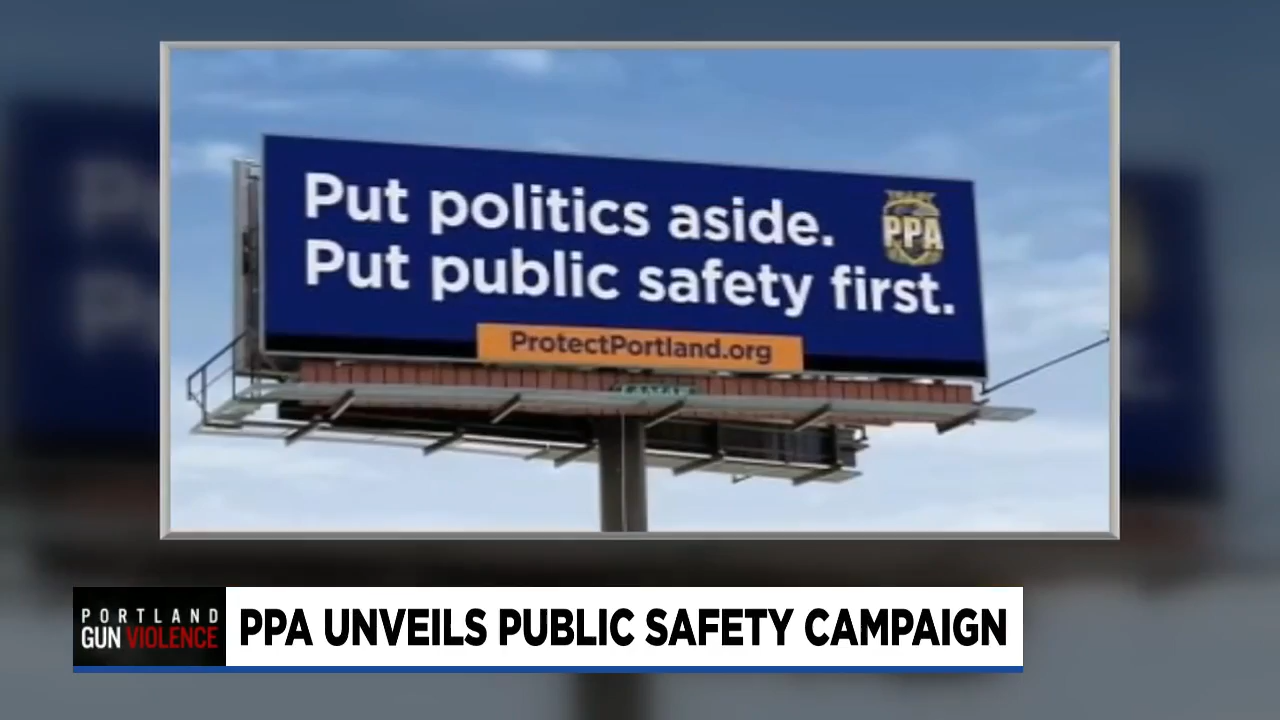 Put politics aside.
PPA
Put public safety first.
ProtectPortland.org
PORTLAND
GUN VIOLENCE
PPA UNVEILS PUBLIC SAFETY CAMPAIGN